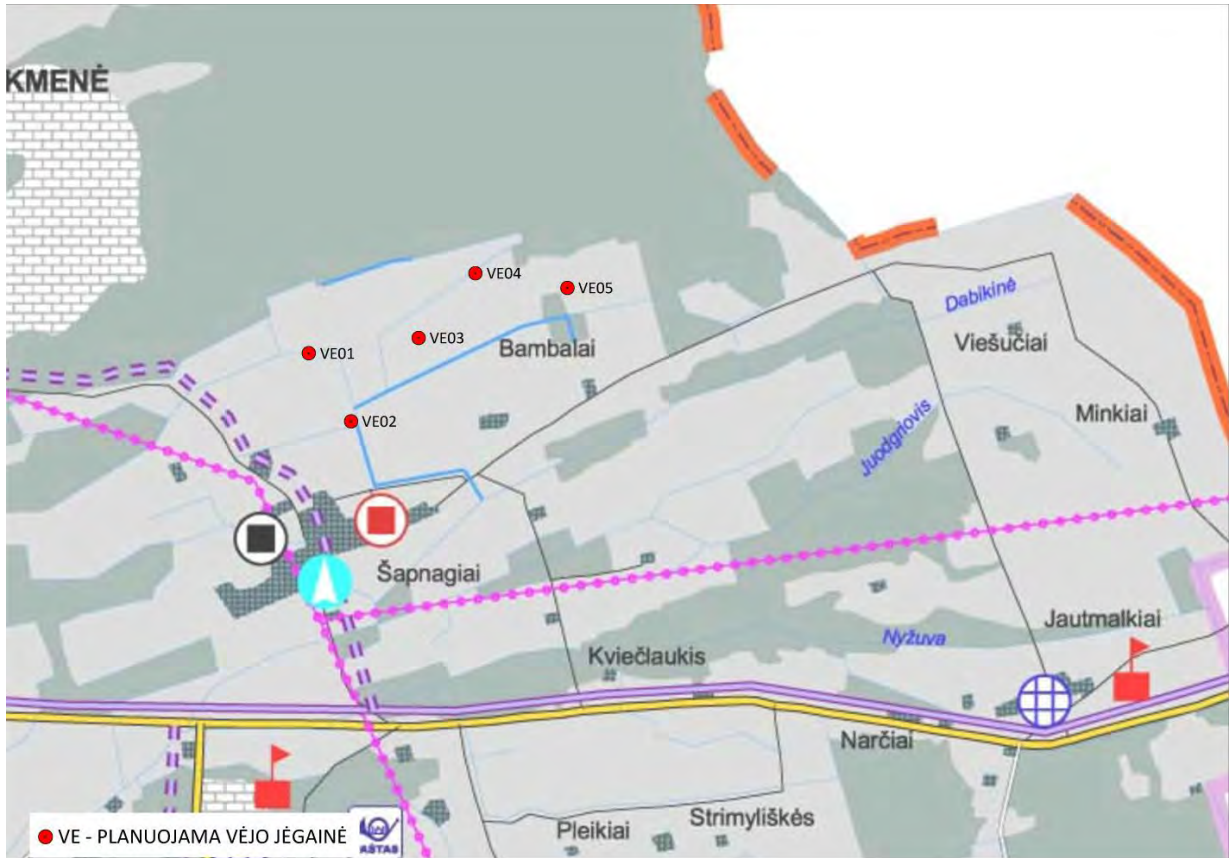 KMENĖ
VE04
VE05
Dabikinė
VE03
Bambalai
Viešučiai
VE01
Juodgriovis
Minkiai
VE02
Šapnagiai
Jautmalkiai
Nyžuva
Kviečlaukis
Narčiai
Strimyliškės
Pleikiai
VE - PLANUOJAMA VĖJO JĖGAINĖ
AŠTAS